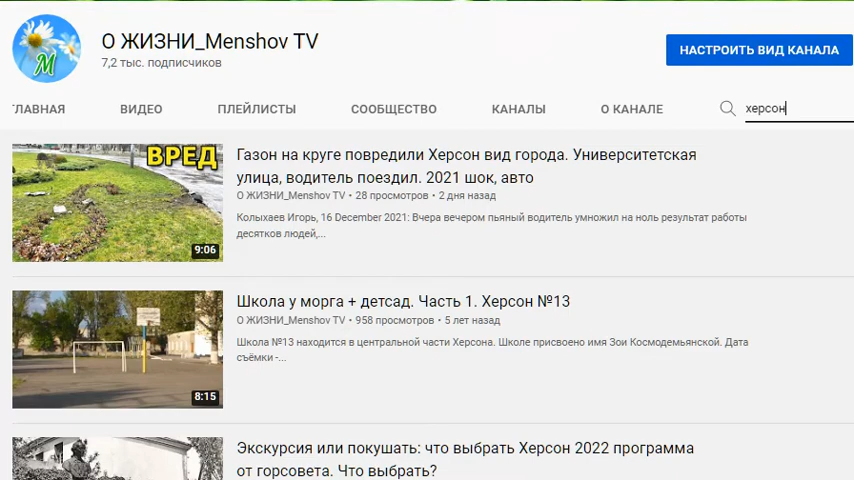 M
О ЖИЗНИ_Menshov TV
7,2 тыс. подписчиков
НАСТРОИТЬ ВИД КАНАЛА
ГЛАВНАЯ ВИДЕО ПЛЕЙЛИСТЫ СООБЩЕСТВО КАНАЛЫ О КАНАЛЕ херсон
ВРЕД
9:06
Газон на круге повредили Херсон вид города. Университетская
улица, водитель поездил. 2021 шок, авто
О ЖИЗНИ_Menshov TV • 28 просмотров • 2 дня назад
Колыхаев Игорь, 16 December 2021: Вчера вечером пьяный водитель умножил на ноль результат работы
десятков людей,...
8:15
Школа у морга + детсад. Часть 1. Херсон №13
О ЖИЗНИ_Menshov TV • 958 просмотров • 5 лет назад
Школа №13 находится в центральной части Херсона. Школе присвоено имя Зои Космодемьянской. Дата
съёмки -...
Экскурсия или покушать: что выбрать Херсон 2022 программа
от горсовета. Что выбрать?